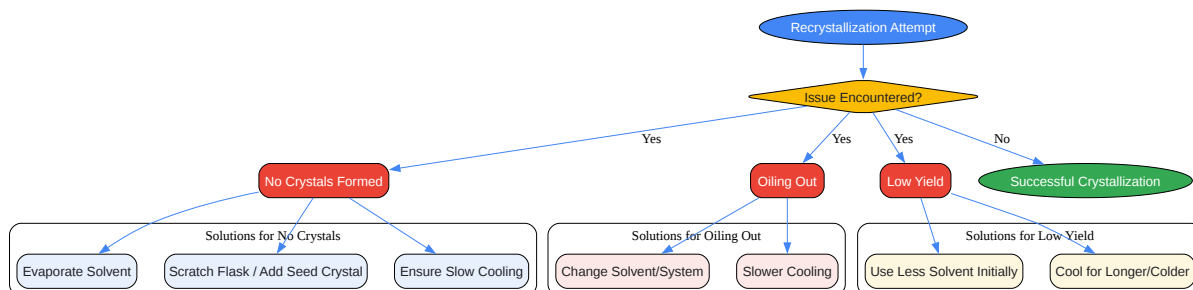 Recrystallization Attempt
Issue Encountered?
Yes
Yes
Yes
No
No Crystals Formed
Oiling Out
Low Yield
Successful Crystallization
Solutions for No Crystals
Solutions for Oiling Out
Solutions for Low Yield
Evaporate Solvent
Scratch Flask / Add Seed Crystal
Ensure Slow Cooling
Change Solvent/System
Slower Cooling
Use Less Solvent Initially
Cool for Longer/Colder